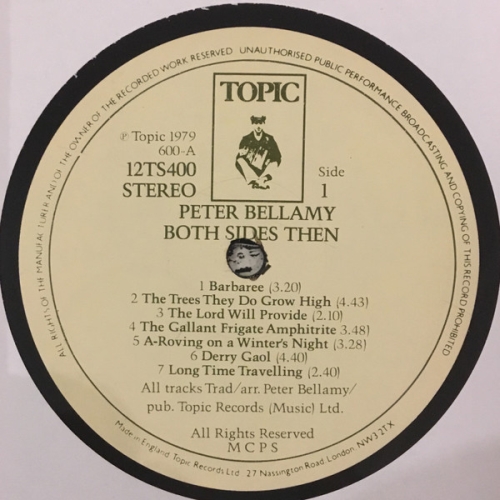 ALL RIGHTS OF THE MANUFACTURER AND OF THE OWNER OF THE RECORDED WORK RESERVED UNAUTHORISED PUBLIC PERFORMANCE BROADCASTING AND COPYING OF THIS RECORD PROHIBITED
TOPIC
℗ Topic 1979
600-A
12TS400
STEREO
Side
1
PETER BELLAMY
BOTH SIDES THEN
1 Barbaree (3.20)
2 The Trees They Do Grow High (4.43)
3 The Lord Will Provide (2.10)
4 The Gallant Frigate Amphitrite 3.48)
5 A-Roving on a Winter's Night (3.28)
6 Derry Gaol (4.40)
7 Long Time Travelling (2.40)
All tracks Trad/arr. Peter Bellamy/
pub. Topic Records (Music) Ltd.
All Rights Reserved
MCPS
Made in England. Topic Records Ltd 27 Nassington Road, London, NW3 2TX